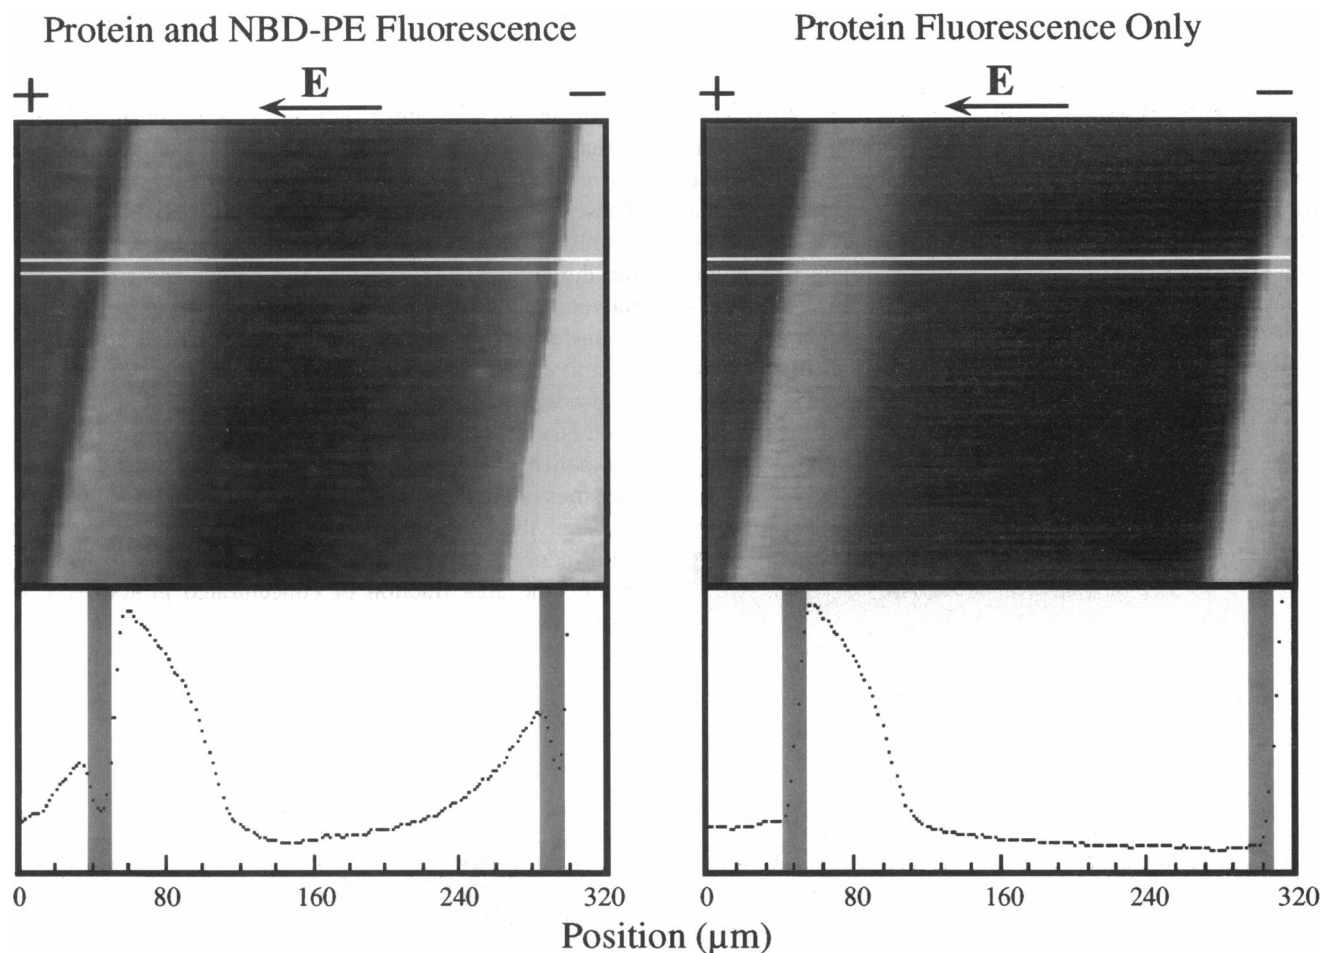 Protein and NBD-PE Fluorescence
Protein Fluorescence Only
+ E −
+ E −
0 80 160 240 320
0 80 160 240 320
Position (µm)